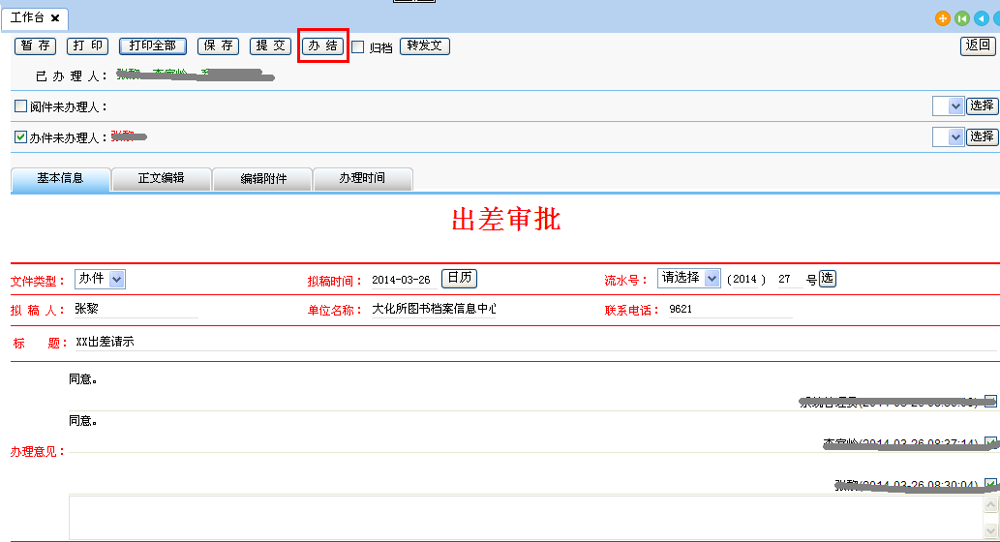 工作台
暂 存 打 印 打印全部 保 存 提 交 办 结 归档 转发文 返回
已 办 理 人：
阅件未办理人： 选择
办件未办理人： 选择
基本信息 正文编辑 编辑附件 办理时间
出差审批
文件类型： 办件 拟稿时间： 2014-03-26 日历 流水号： 请选择 (2014 ) 27 号 选
拟 稿 人： 张黎 单位名称： 大化所图书档案信息中心 联系电话： 9621
标 题： XX出差请示
同意。
同意。
办理意见：
(2014-03-26 08:37:14)
(2014-03-26 08:30:04)